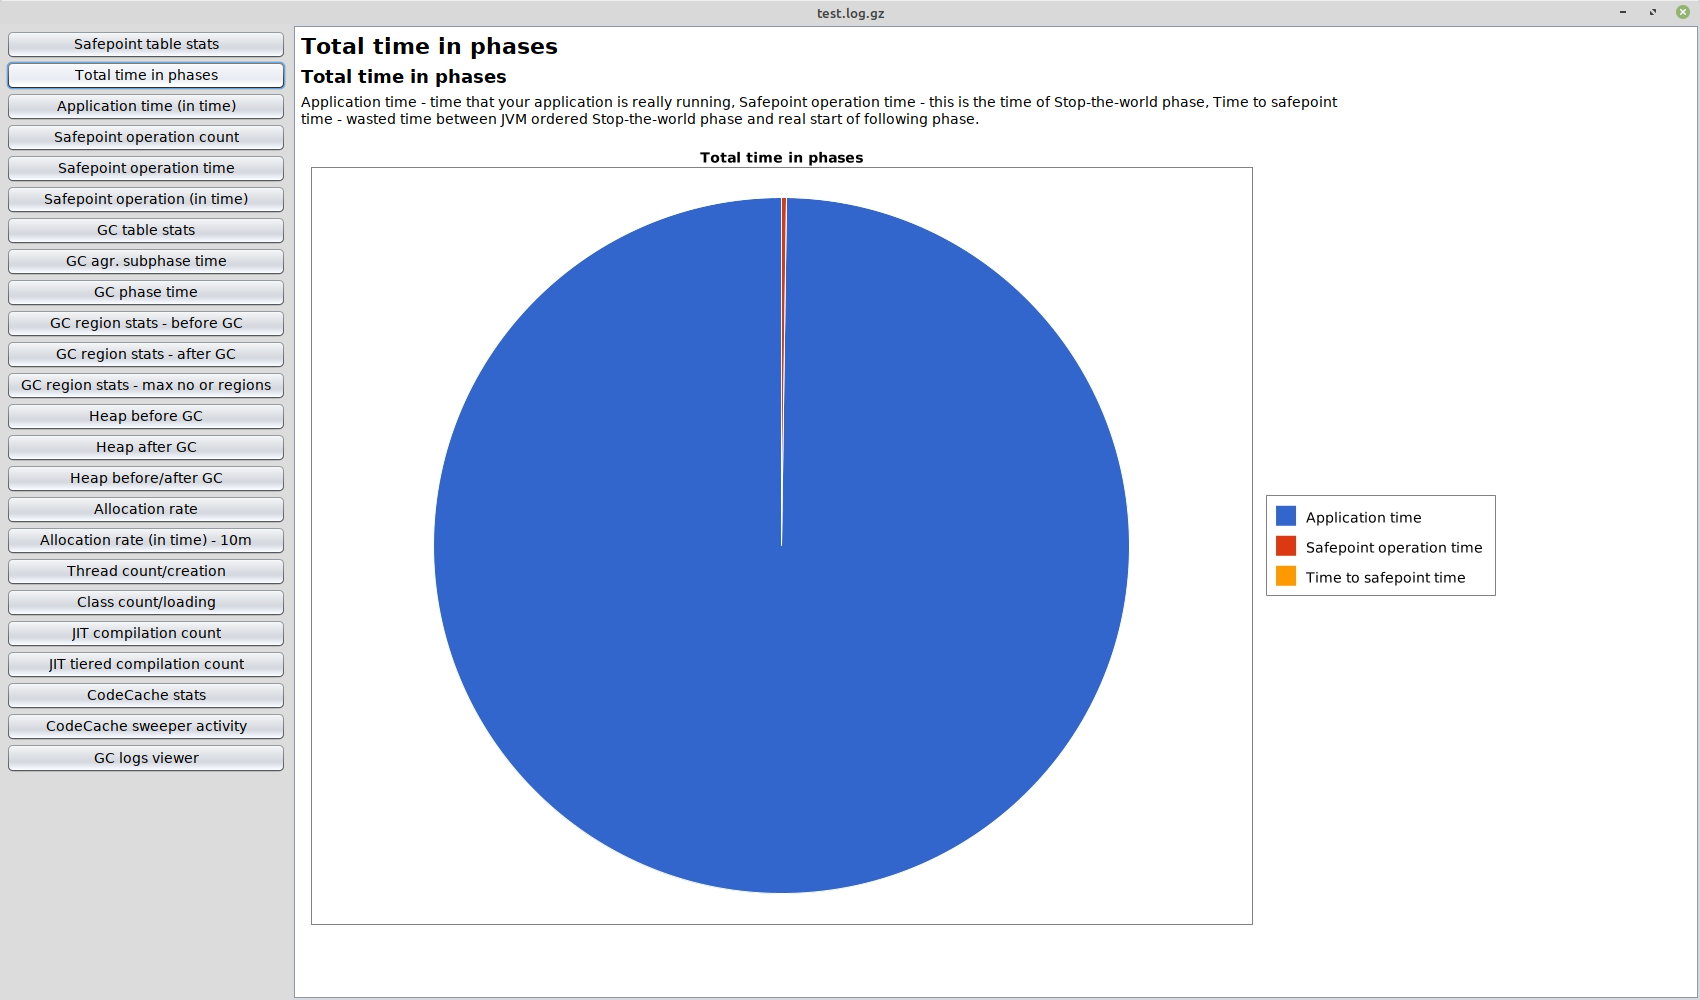 test.log.gz
Safepoint table stats
Total time in phases
Application time (in time)
Safepoint operation count
Safepoint operation time
Safepoint operation (in time)
GC table stats
GC agr. subphase time
GC phase time
GC region stats - before GC
GC region stats - after GC
GC region stats - max no or regions
Heap before GC
Heap after GC
Heap before/after GC
Allocation rate
Allocation rate (in time) - 10m
Thread count/creation
Class count/loading
JIT compilation count
JIT tiered compilation count
CodeCache stats
CodeCache sweeper activity
GC logs viewer
Total time in phases
Total time in phases
Application time - time that your application is really running, Safepoint operation time - this is the time of Stop-the-world phase, Time to safepoint
time - wasted time between JVM ordered Stop-the-world phase and real start of following phase.
Total time in phases
Application time
Safepoint operation time
Time to safepoint time